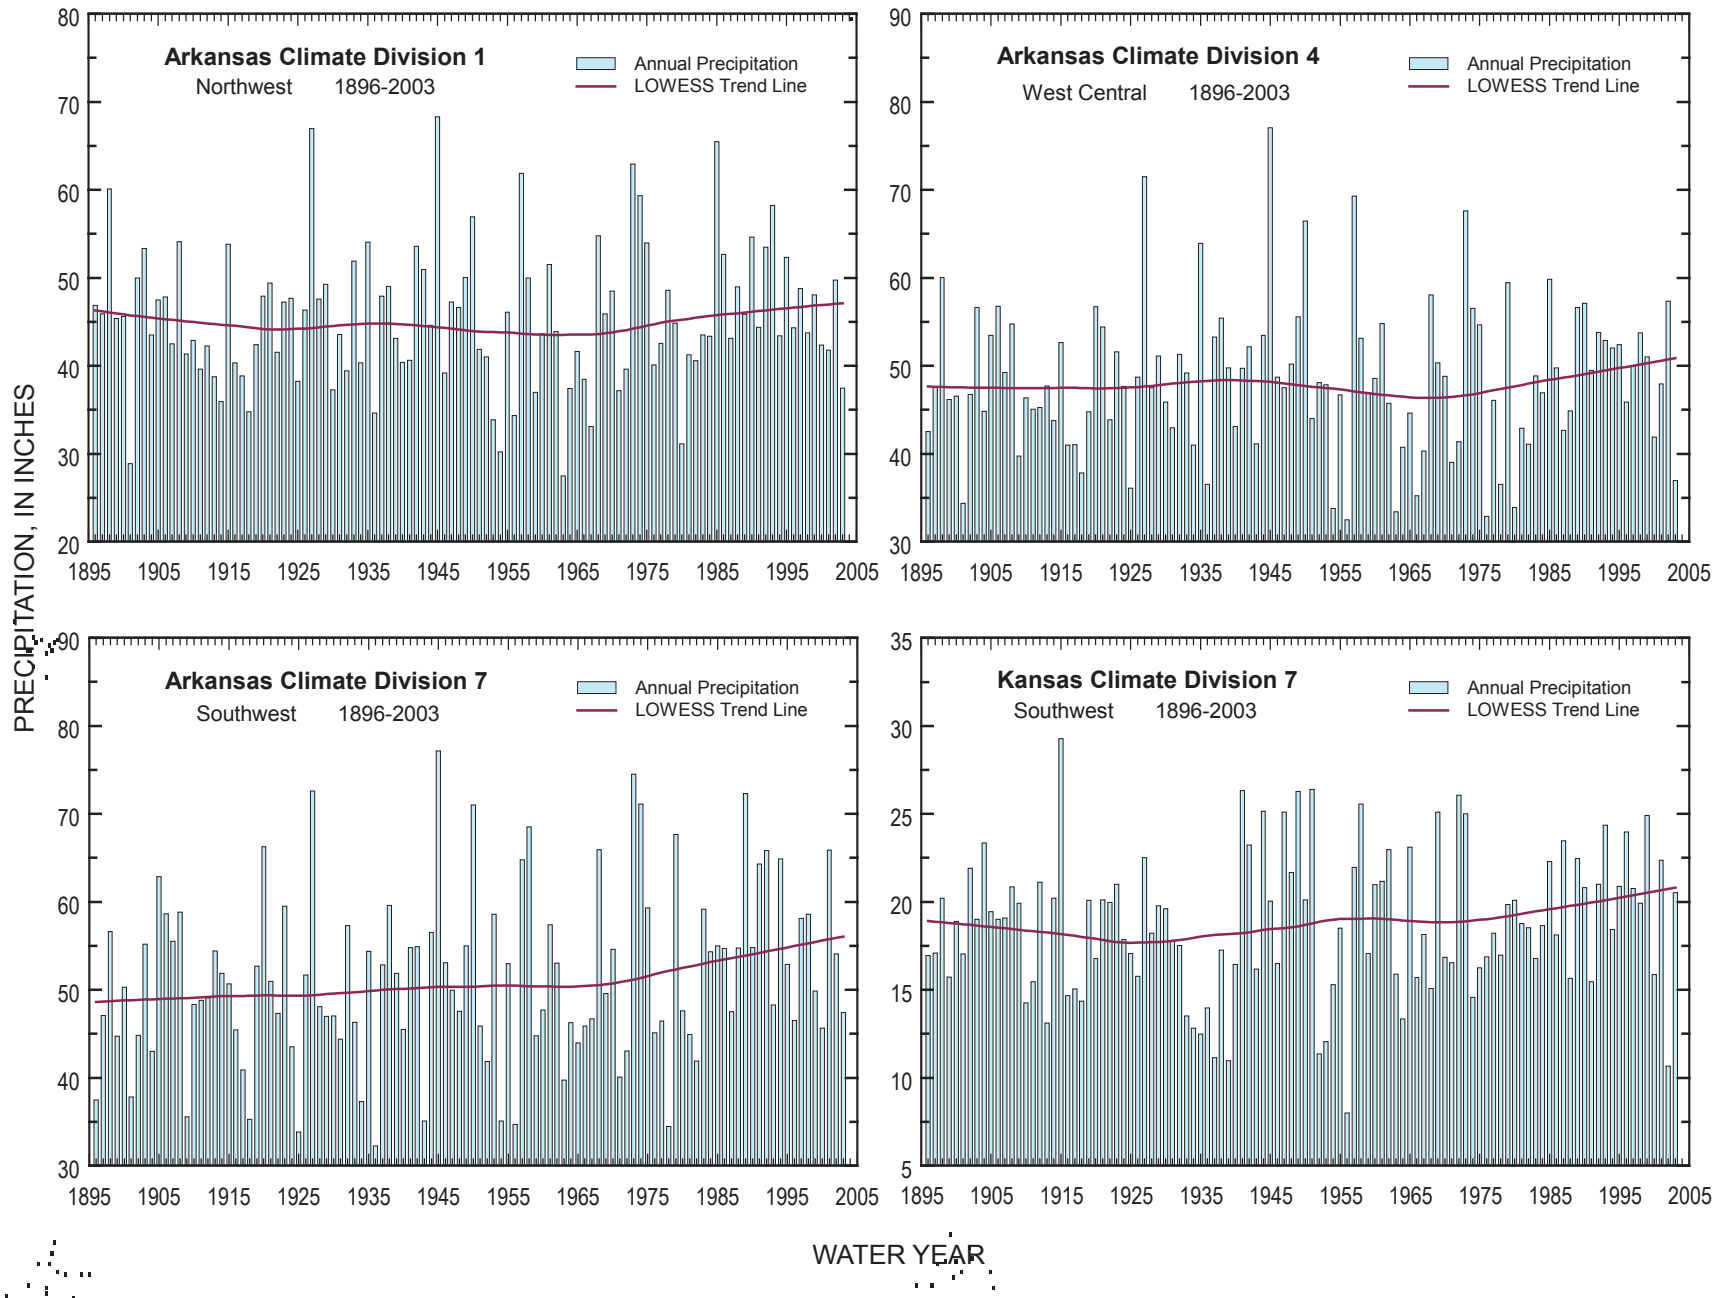 PRECIPITATION, IN INCHES
80
70
60
50
40
30
20
Arkansas Climate Division 1
Northwest 1896-2003
Annual Precipitation
LOWESS Trend Line
1895 1905 1915 1925 1935 1945 1955 1965 1975 1985 1995 2005
90
80
70
60
50
40
30
Arkansas Climate Division 4
West Central 1896-2003
Annual Precipitation
LOWESS Trend Line
1895 1905 1915 1925 1935 1945 1955 1965 1975 1985 1995 2005
90
80
70
60
50
40
30
Arkansas Climate Division 7
Southwest 1896-2003
Annual Precipitation
LOWESS Trend Line
1895 1905 1915 1925 1935 1945 1955 1965 1975 1985 1995 2005
35
30
25
20
15
10
5
Kansas Climate Division 7
Southwest 1896-2003
Annual Precipitation
LOWESS Trend Line
1895 1905 1915 1925 1935 1945 1955 1965 1975 1985 1995 2005
WATER YEAR